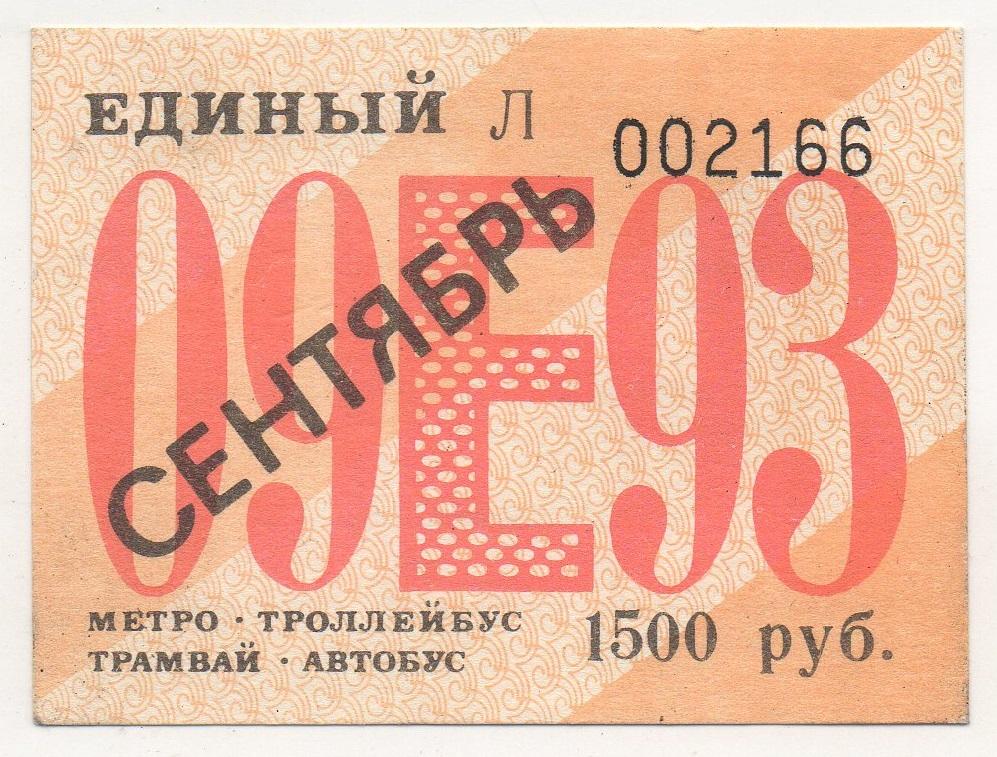 ЕДИНЫЙ Л 002166
09Е93
СЕНТЯБРЬ
МЕТРО · ТРОЛЛЕЙБУС
ТРАМВАЙ · АВТОБУС
1500 руб.